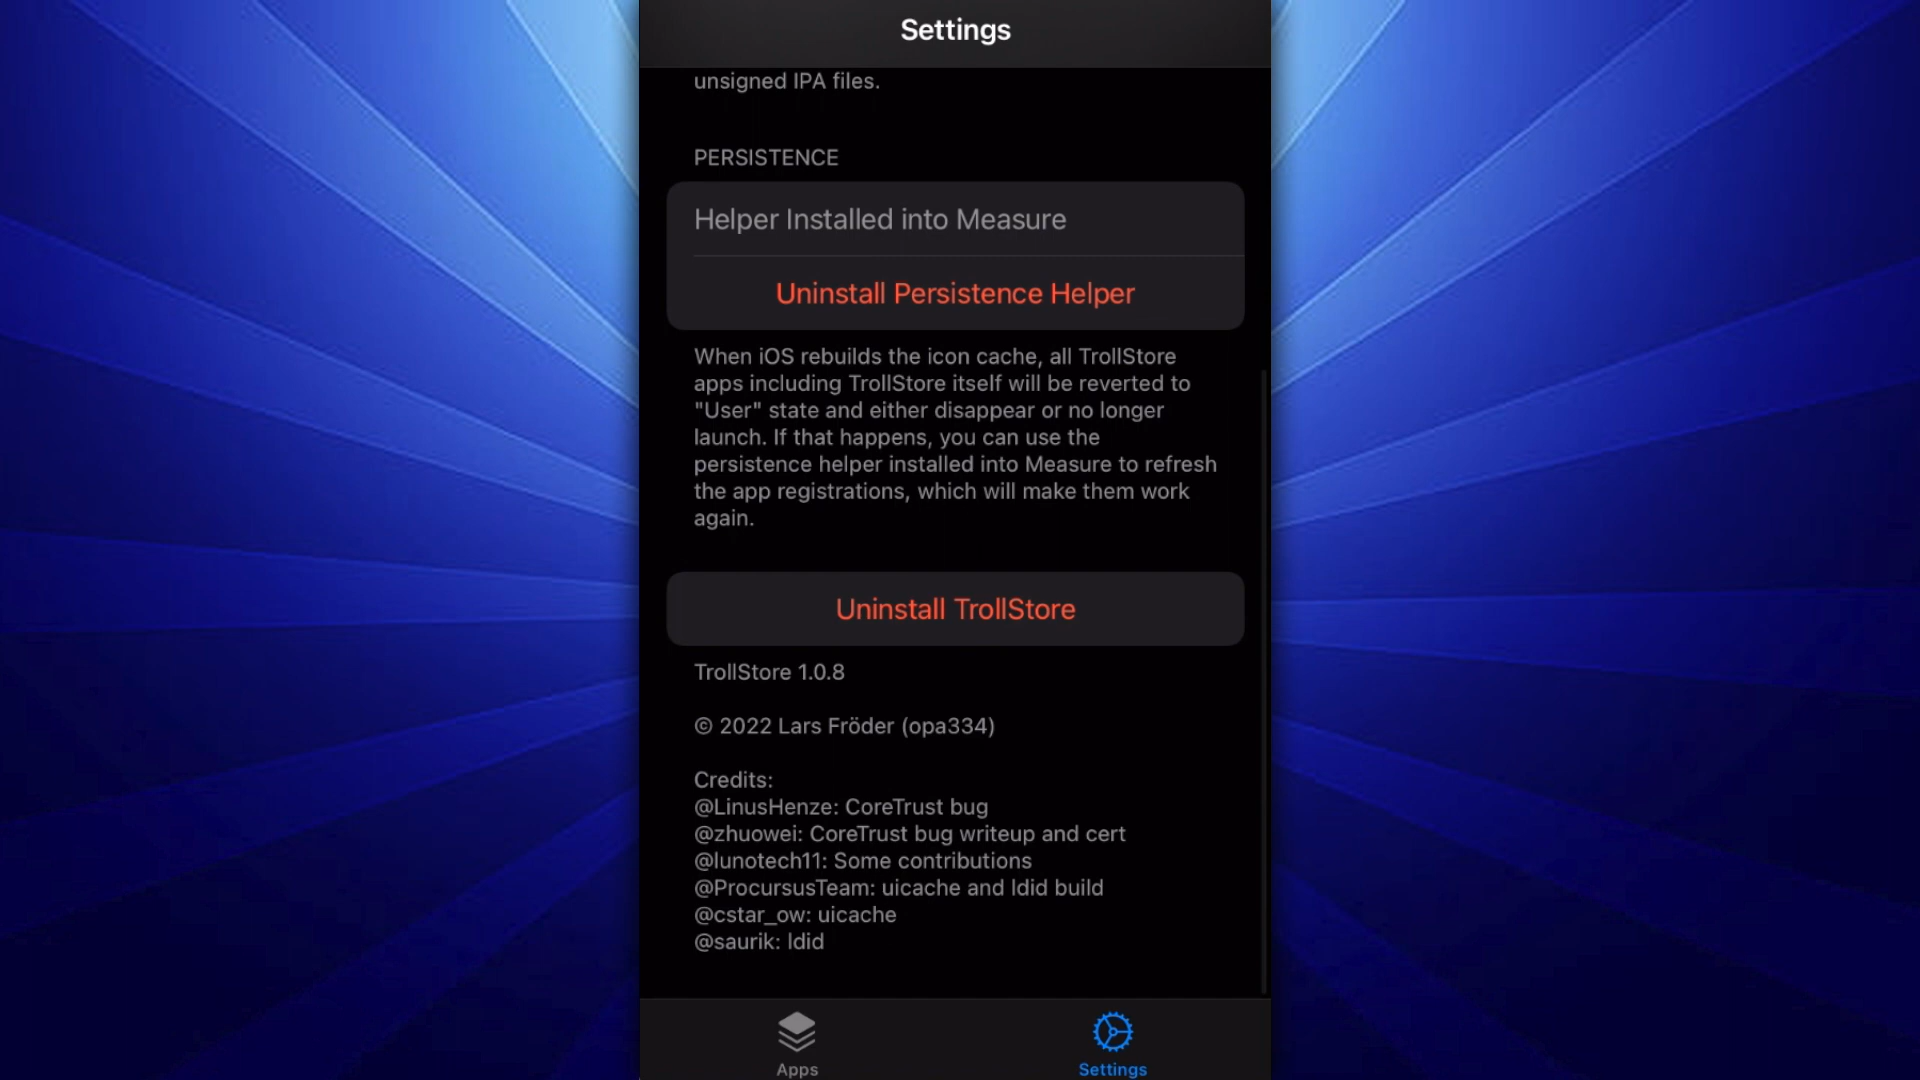 Settings
unsigned IPA files.
PERSISTENCE
Helper Installed into Measure
Uninstall Persistence Helper
When iOS rebuilds the icon cache, all TrollStore
apps including TrollStore itself will be reverted to
"User" state and either disappear or no longer
launch. If that happens, you can use the
persistence helper installed into Measure to refresh
the app registrations, which will make them work
again.
Uninstall TrollStore
TrollStore 1.0.8
© 2022 Lars Fröder (opa334)
Credits:
@LinusHenze: CoreTrust bug
@zhuowei: CoreTrust bug writeup and cert
@lunotech11: Some contributions
@ProcursusTeam: uicache and ldid build
@cstar_ow: uicache
@saurik: ldid
Apps
Settings